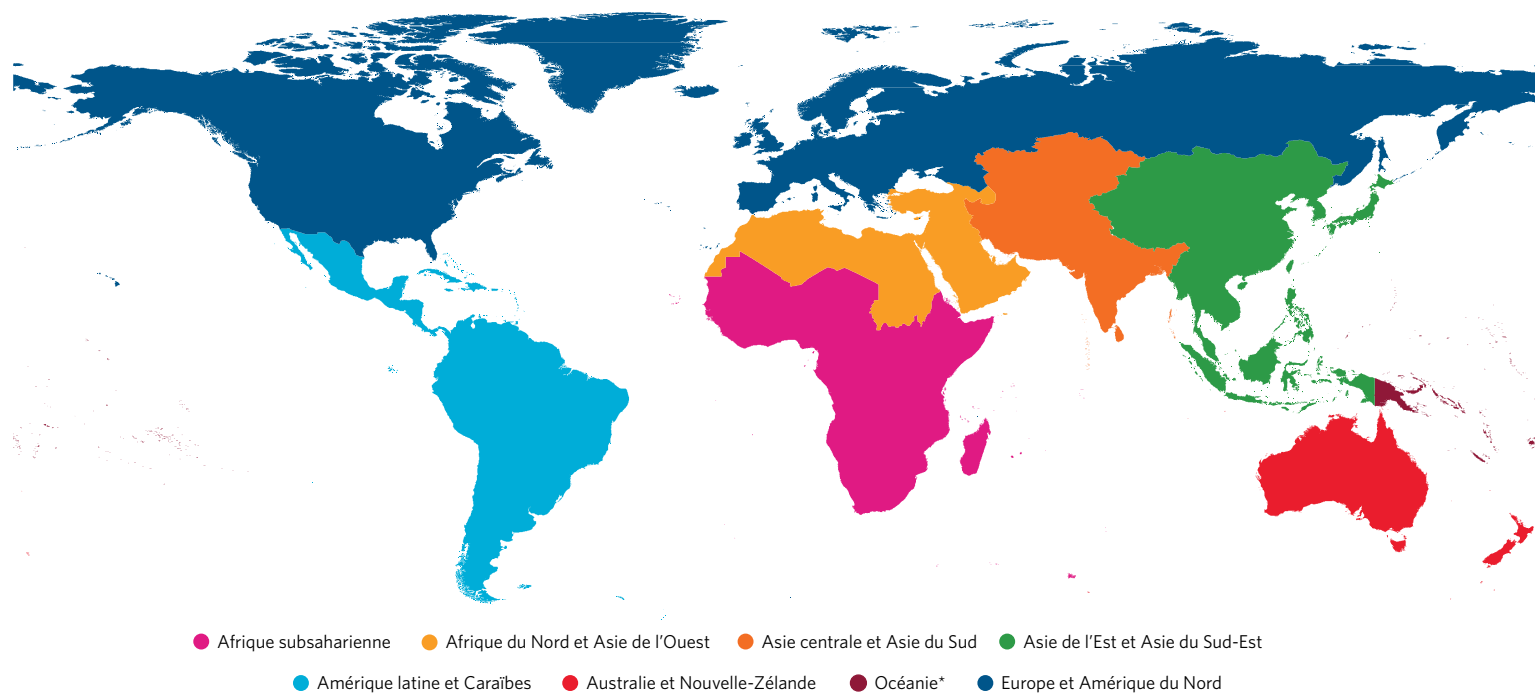 Afrique subsaharienne Afrique du Nord et Asie de l'Ouest Asie centrale et Asie du Sud Asie de l'Est et Asie du Sud-Est
Amérique latine et Caraïbes Australie et Nouvelle-Zélande Océanie* Europe et Amérique du Nord